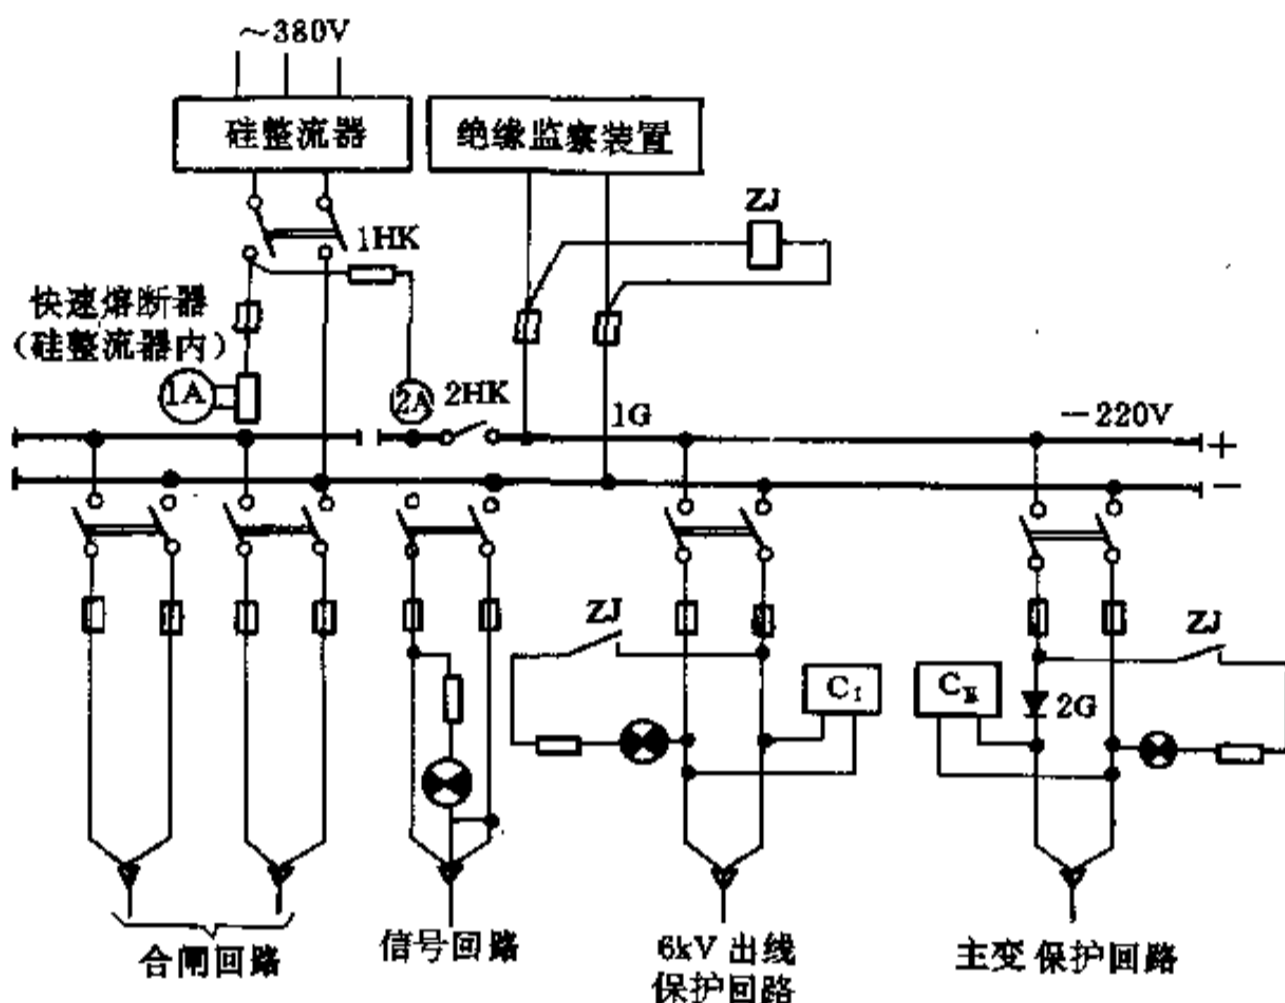 ～380V
硅整流器
绝缘监察装置
ZJ
1HK
快速熔断器
（硅整流器内）
1A
2A
2HK
1G
－220V
+
－
ZJ
C Ⅰ
C Ⅱ
2G
ZJ
合闸回路
信号回路
6kV 出线
保护回路
主变 保护回路